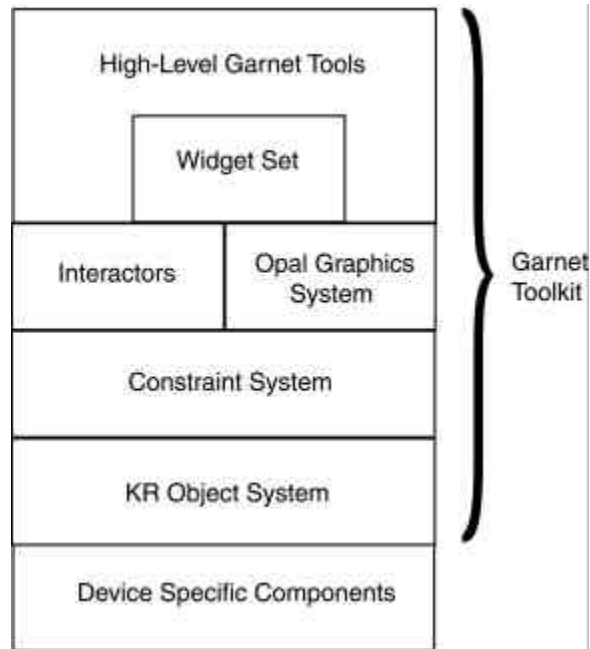 High-Level Garnet Tools
Widget Set
Interactors
Opal Graphics
System
Constraint System
KR Object System
Device Specific Components
Garnet
Toolkit